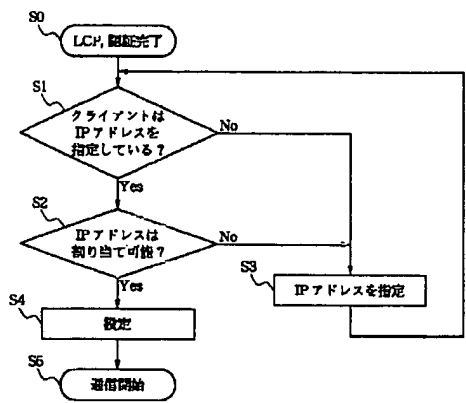 S0
LCP, 認証完了
S1
クライアントは
IPアドレスを
指定している?
No
Yes
S2
IPアドレスは
割り当て可能?
No
Yes
S3
IPアドレスを指定
S4
設定
S5
通信開始